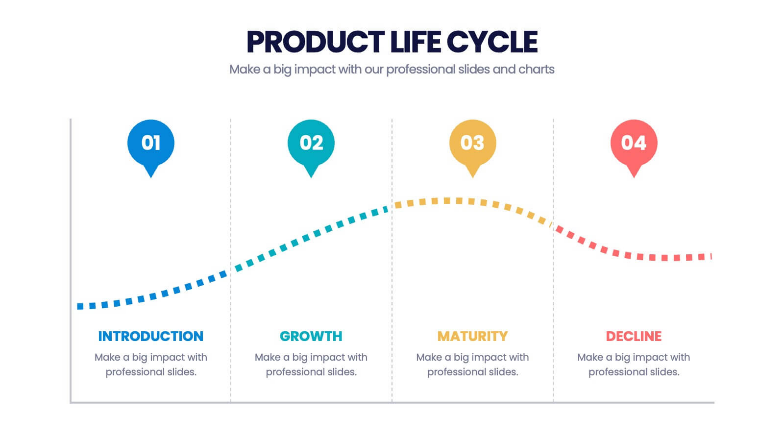 PRODUCT LIFE CYCLE
Make a big impact with our professional slides and charts
01
02
03
04
INTRODUCTION
Make a big impact with
professional slides.
GROWTH
Make a big impact with
professional slides.
MATURITY
Make a big impact with
professional slides.
DECLINE
Make a big impact with
professional slides.